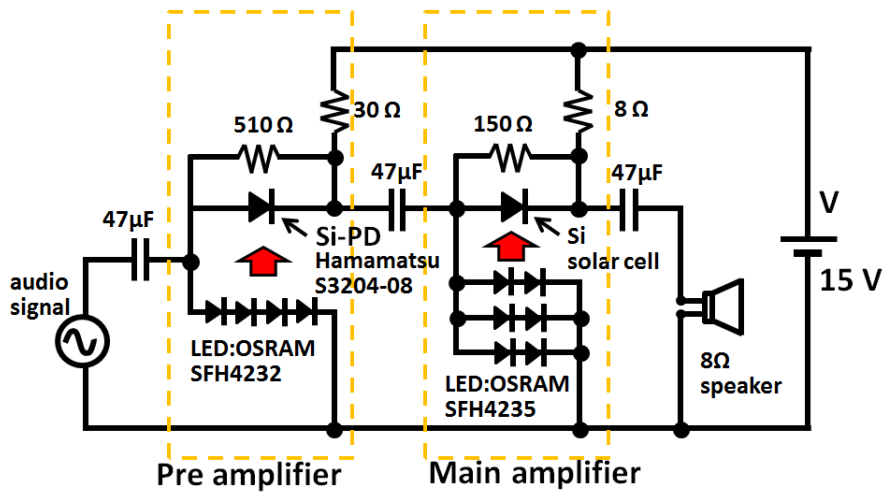 Pre amplifier
510 Ω
30 Ω
47μF
Si-PD
Hamamatsu
S3204-08
audio
signal
LED:OSRAM
SFH4232
47μF
Main amplifier
150 Ω
8 Ω
47μF
Si
solar cell
LED:OSRAM
SFH4235
8Ω
speaker
V
15 V